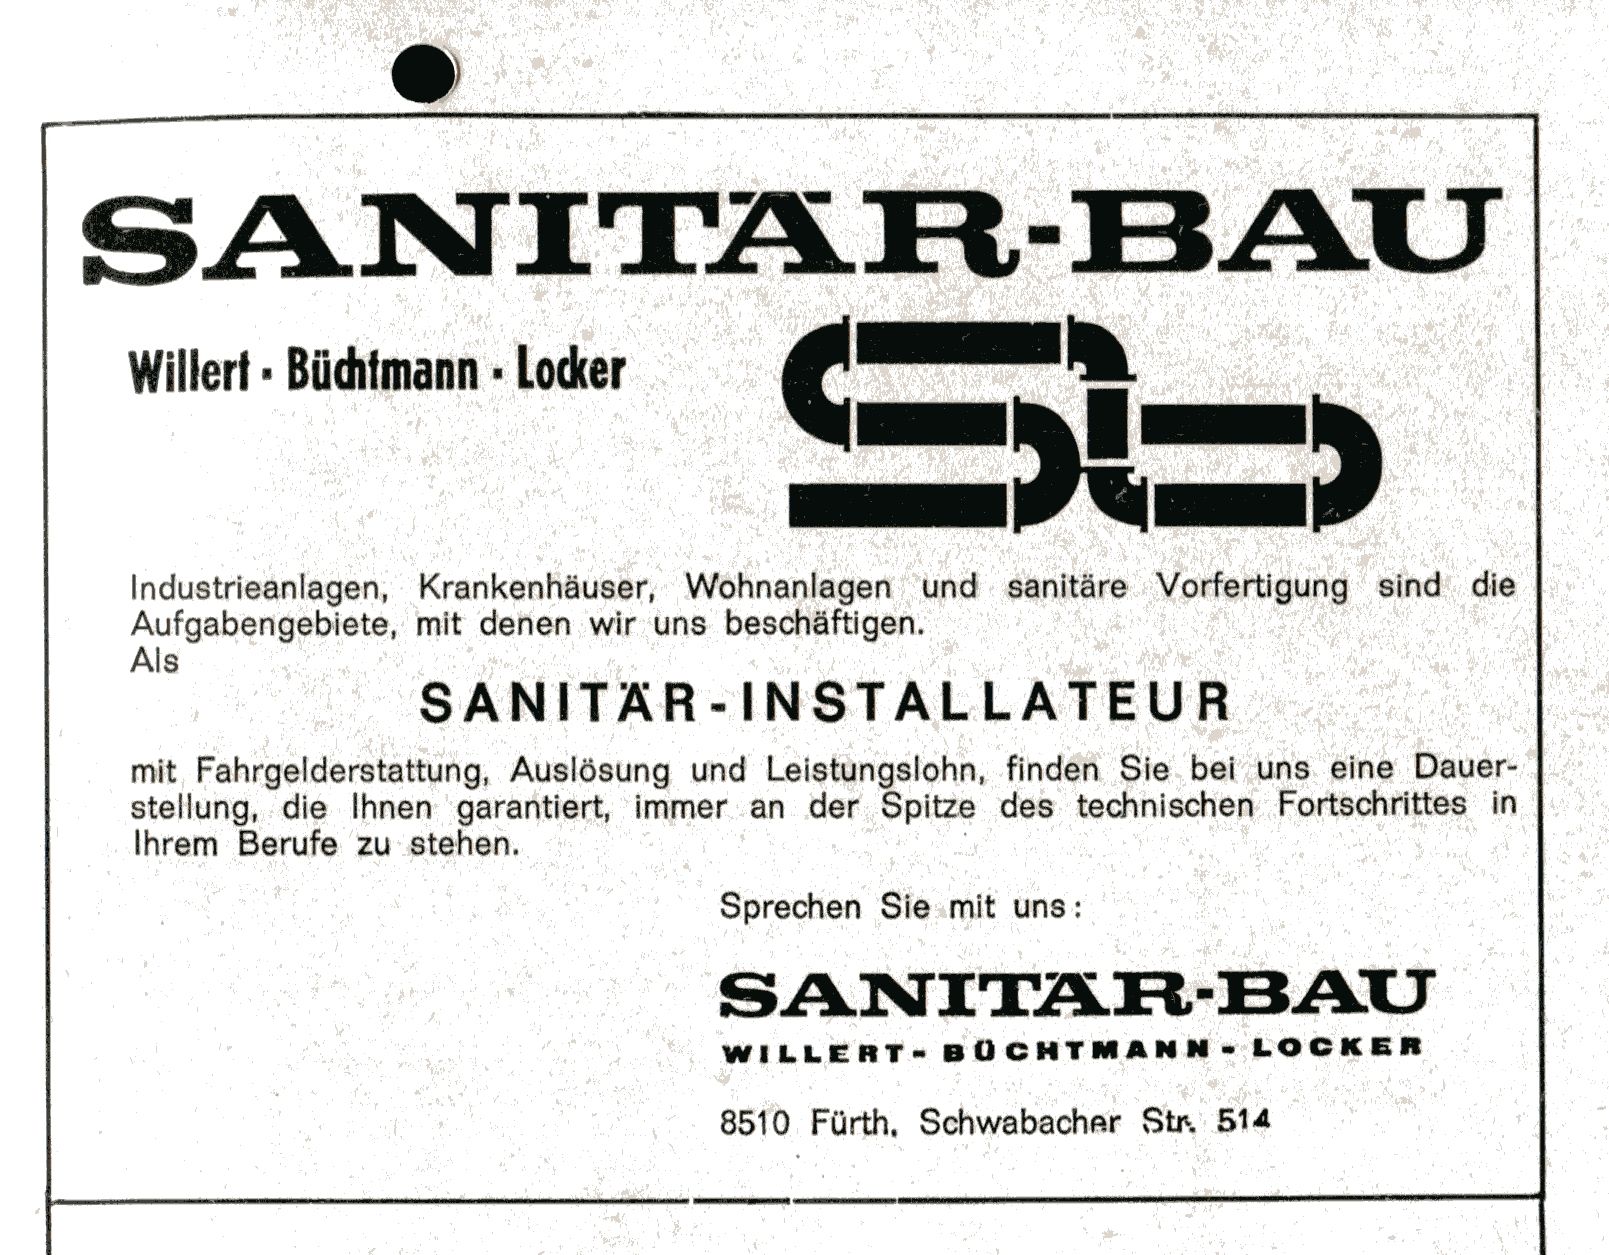 SANITÄR-BAU
Willert · Büchtmann · Locker
Sb
Industrieanlagen, Krankenhäuser, Wohnanlagen und sanitäre Vorfertigung sind die
Aufgabengebiete, mit denen wir uns beschäftigen.
Als
SANITÄR-INSTALLATEUR
mit Fahrgelderstattung, Auslösung und Leistungslohn, finden Sie bei uns eine Dauer-
stellung, die Ihnen garantiert, immer an der Spitze des technischen Fortschrittes in
Ihrem Berufe zu stehen.
Sprechen Sie mit uns:
SANITÄR-BAU
WILLERT - BÜCHTMANN - LOCKER
8510 Fürth, Schwabacher Str. 514